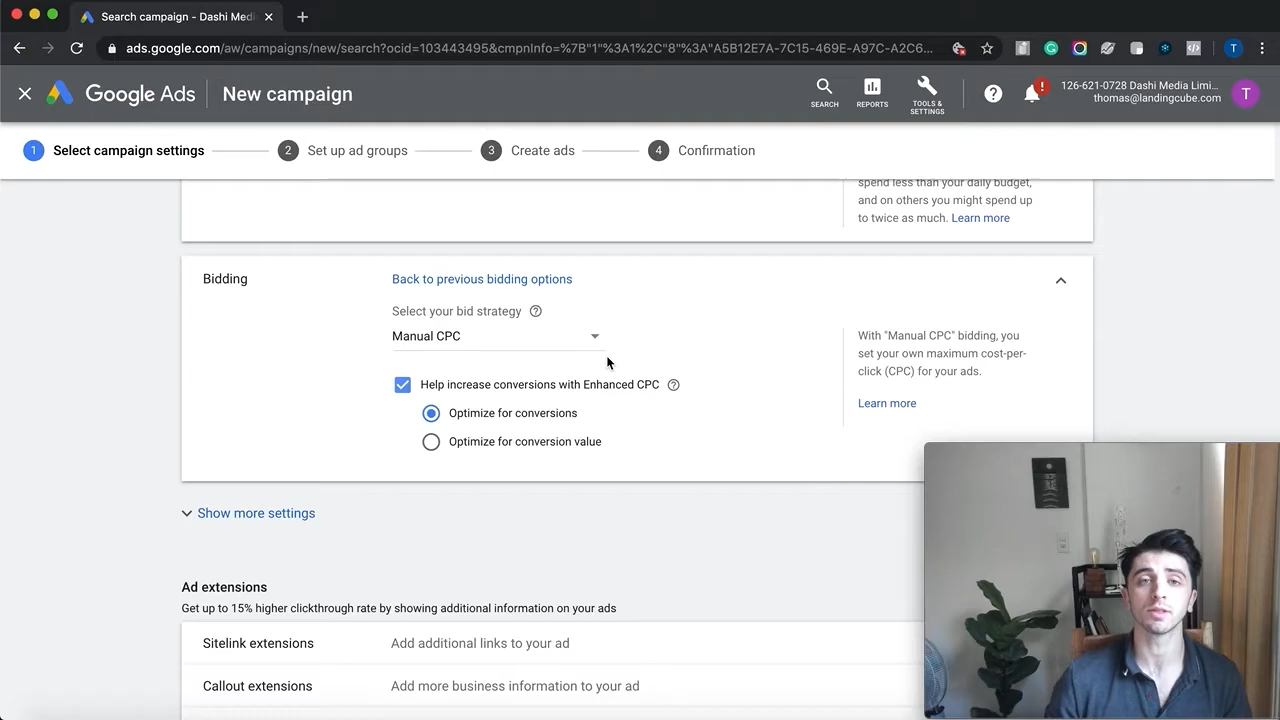 Search campaign - Dashi Medi
ads.google.com/aw/campaigns/new/search?ocid=103443495&cmpnInfo=%7B"1"%3A1%2C"8"%3A"A5B12E7A-7C15-469E-A97C-A2C6...
T
Google Ads
New campaign
SEARCH
REPORTS
TOOLS &
SETTINGS
?
!
126-621-0728 Dashi Media Limi...
thomas@landingcube.com
T
1 Select campaign settings
2 Set up ad groups
3 Create ads
4 Confirmation
spend less than your daily budget,
and on others you might spend up
to twice as much. Learn more
Bidding
Back to previous bidding options
Select your bid strategy ?
Manual CPC
With "Manual CPC" bidding, you
set your own maximum cost-per-
click (CPC) for your ads.
Learn more
Help increase conversions with Enhanced CPC ?
Optimize for conversions
Optimize for conversion value
Show more settings
Ad extensions
Get up to 15% higher clickthrough rate by showing additional information on your ads
Sitelink extensions
Add additional links to your ad
Callout extensions
Add more business information to your ad